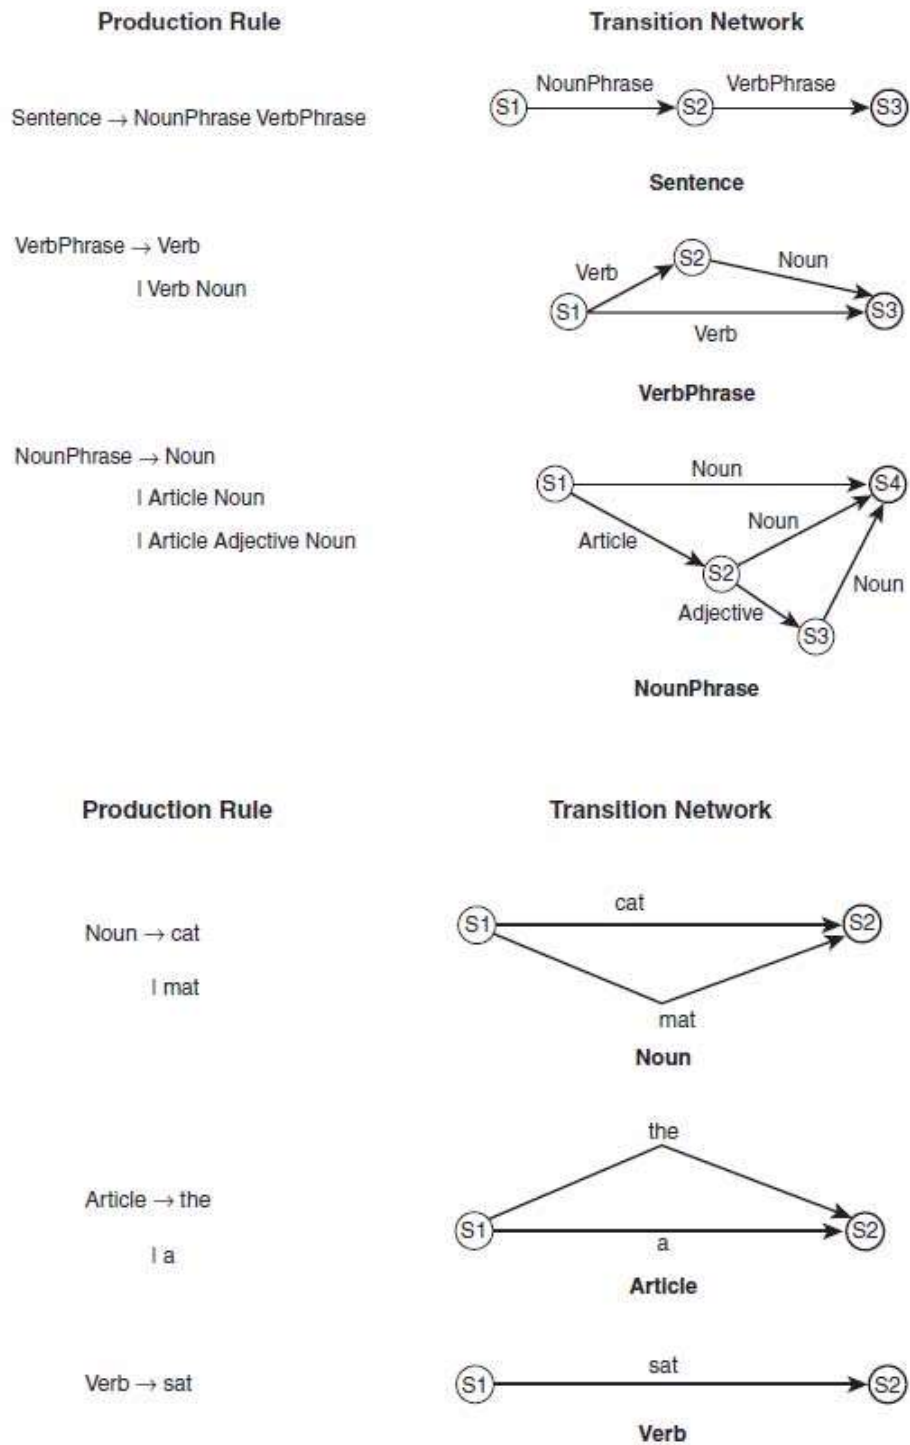 Production Rule Transition Network
NounPhrase VerbPhrase
Sentence → NounPhrase VerbPhrase S1 S2 S3
Sentence
VerbPhrase → Verb
| Verb Noun
Verb S2 Noun
S1 S3
Verb
VerbPhrase
NounPhrase → Noun
| Article Noun
| Article Adjective Noun
Noun
S1 S4
Noun
Article
S2
Noun
Adjective
S3
NounPhrase
Production Rule Transition Network
Noun → cat
| mat
cat
S1 S2
mat
Noun
Article → the
| a
the
S1 S2
a
Article
Verb → sat
sat
S1 S2
Verb